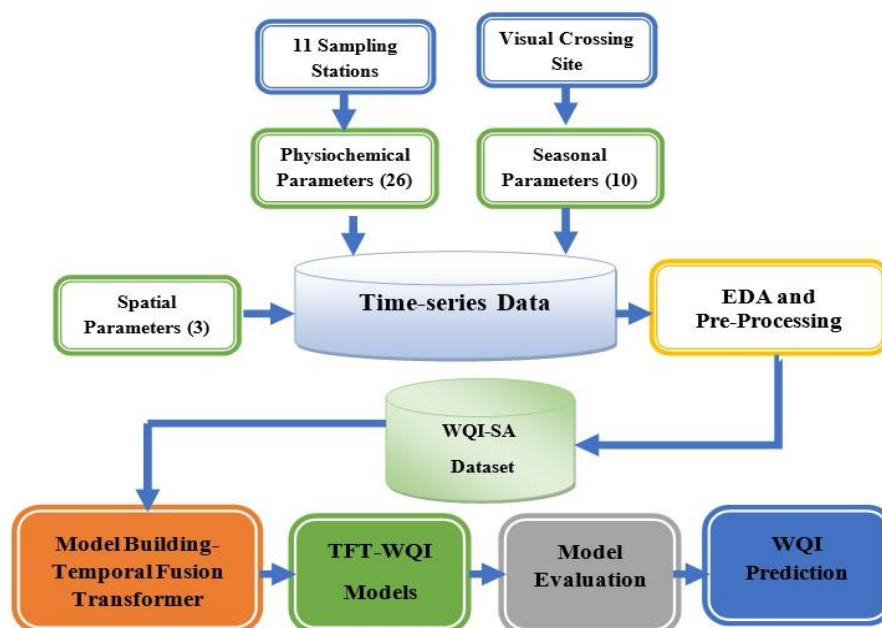 11 Sampling
Stations
Visual Crossing
Site
Physiochemical
Parameters (26)
Seasonal
Parameters (10)
Spatial
Parameters (3)
Time-series Data
EDA and
Pre-Processing
WQI-SA
Dataset
Model Building-
Temporal Fusion
Transformer
TFT-WQI
Models
Model
Evaluation
WQI
Prediction